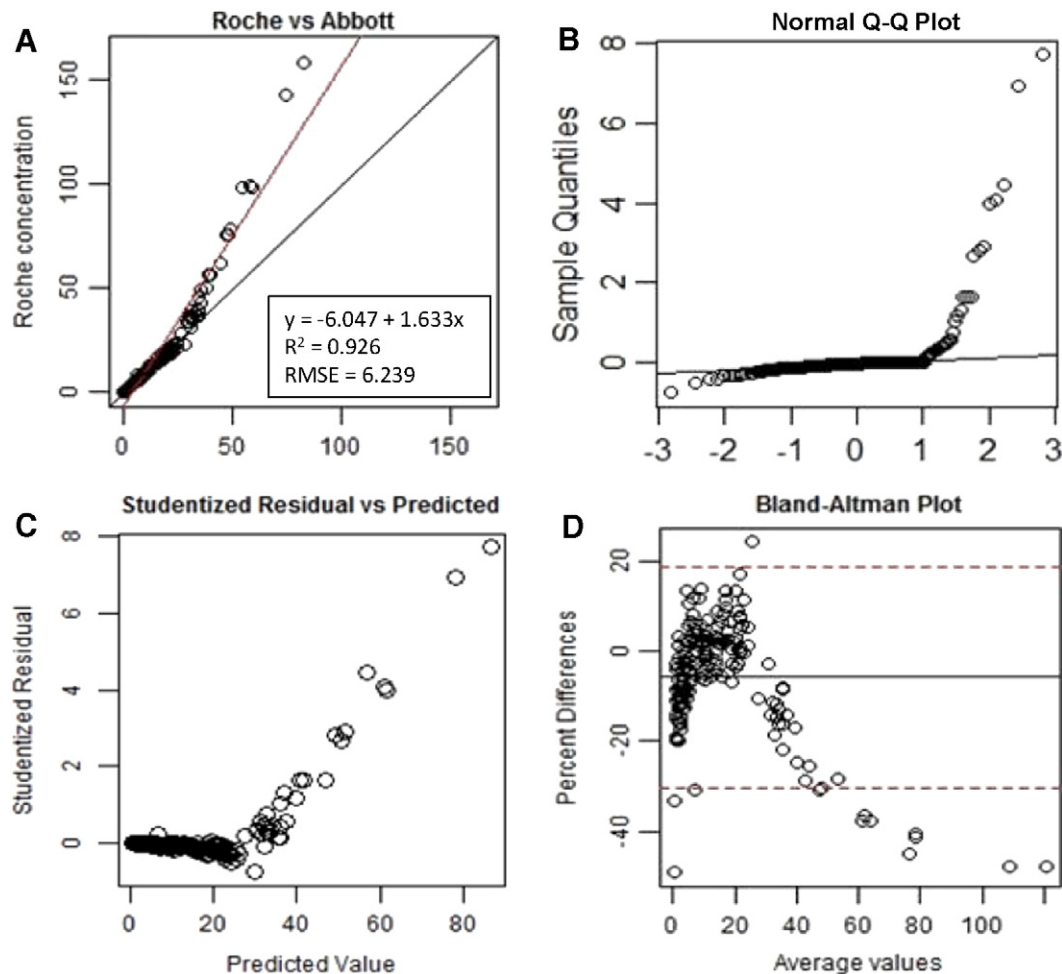 A
Roche vs Abbott
Roche concentration
150
100
50
0
y = -6.047 + 1.633x
R² = 0.926
RMSE = 6.239
0 50 100 150
B
Normal Q-Q Plot
Sample Quantiles
8
6
4
2
0
-3 -2 -1 0 1 2 3
C
Studentized Residual vs Predicted
Studentized Residual
8
6
4
2
0
0 20 40 60 80
Predicted Value
D
Bland-Altman Plot
Percent Differences
20
0
-20
-40
0 20 40 60 80 100
Average values